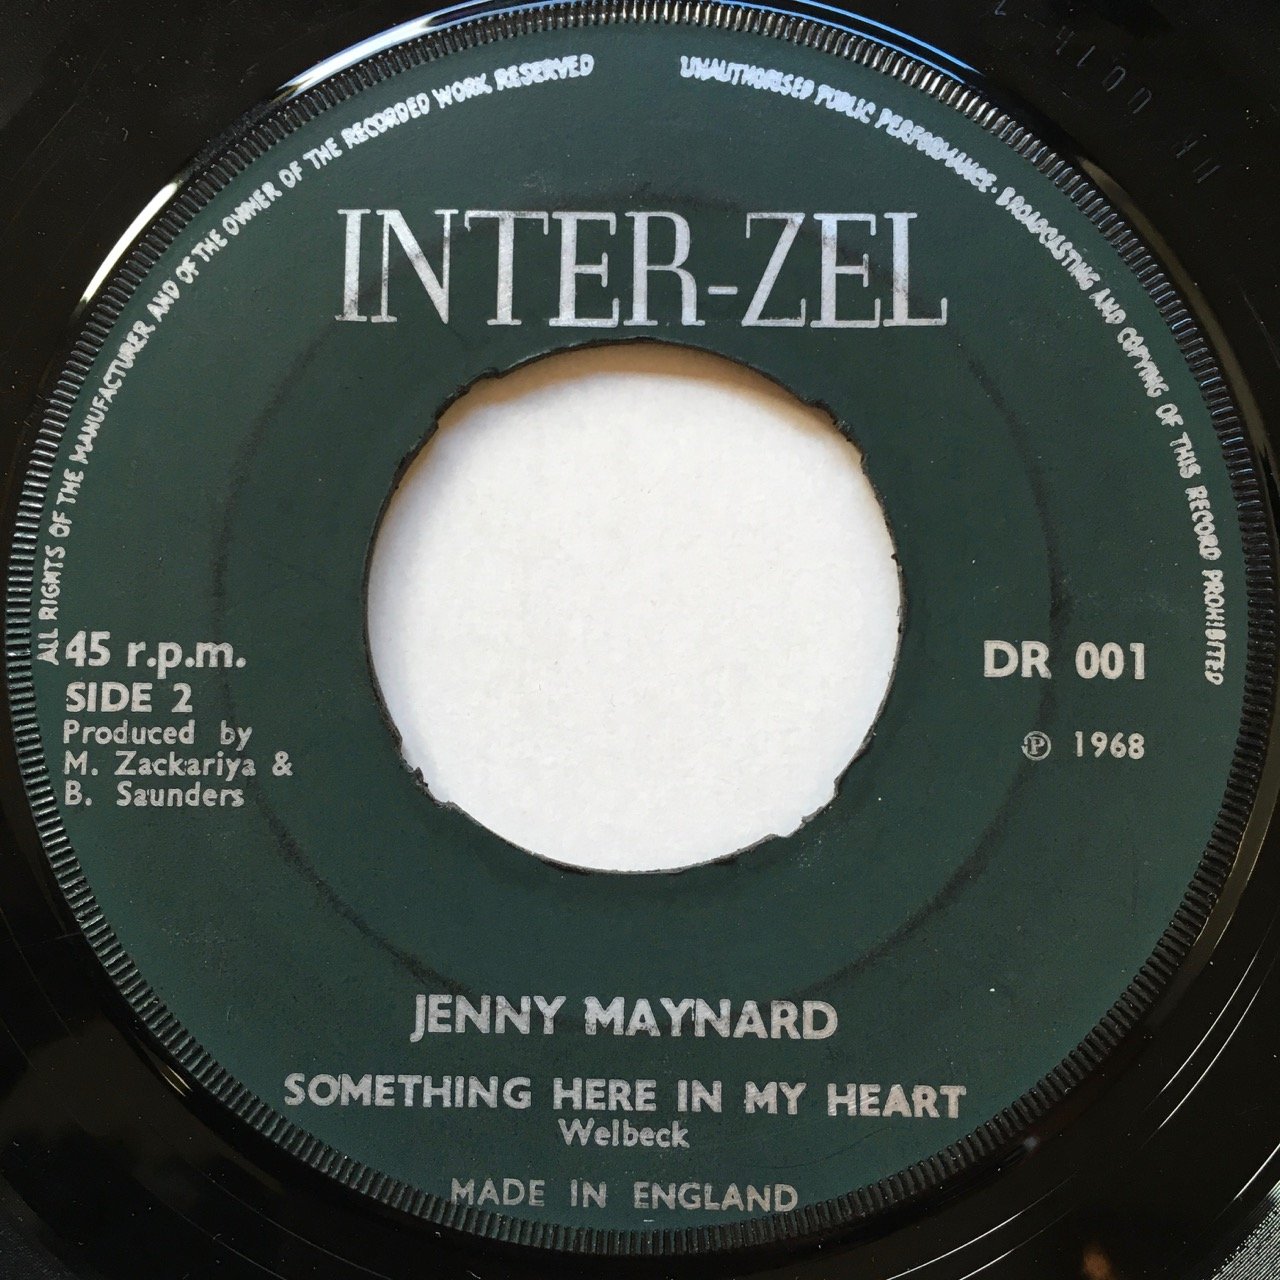 ALL RIGHTS OF THE MANUFACTURER AND OF THE OWNER OF THE RECORDED WORK RESERVED
UNAUTHORISED PUBLIC PERFORMANCE · BROADCASTING AND COPYING OF THIS RECORD PROHIBITED
INTER-ZEL
45 r.p.m.
SIDE 2
Produced by
M. Zackariya &
B. Saunders
DR 001
Ⓟ 1968
JENNY MAYNARD
SOMETHING HERE IN MY HEART
Welbeck
MADE IN ENGLAND